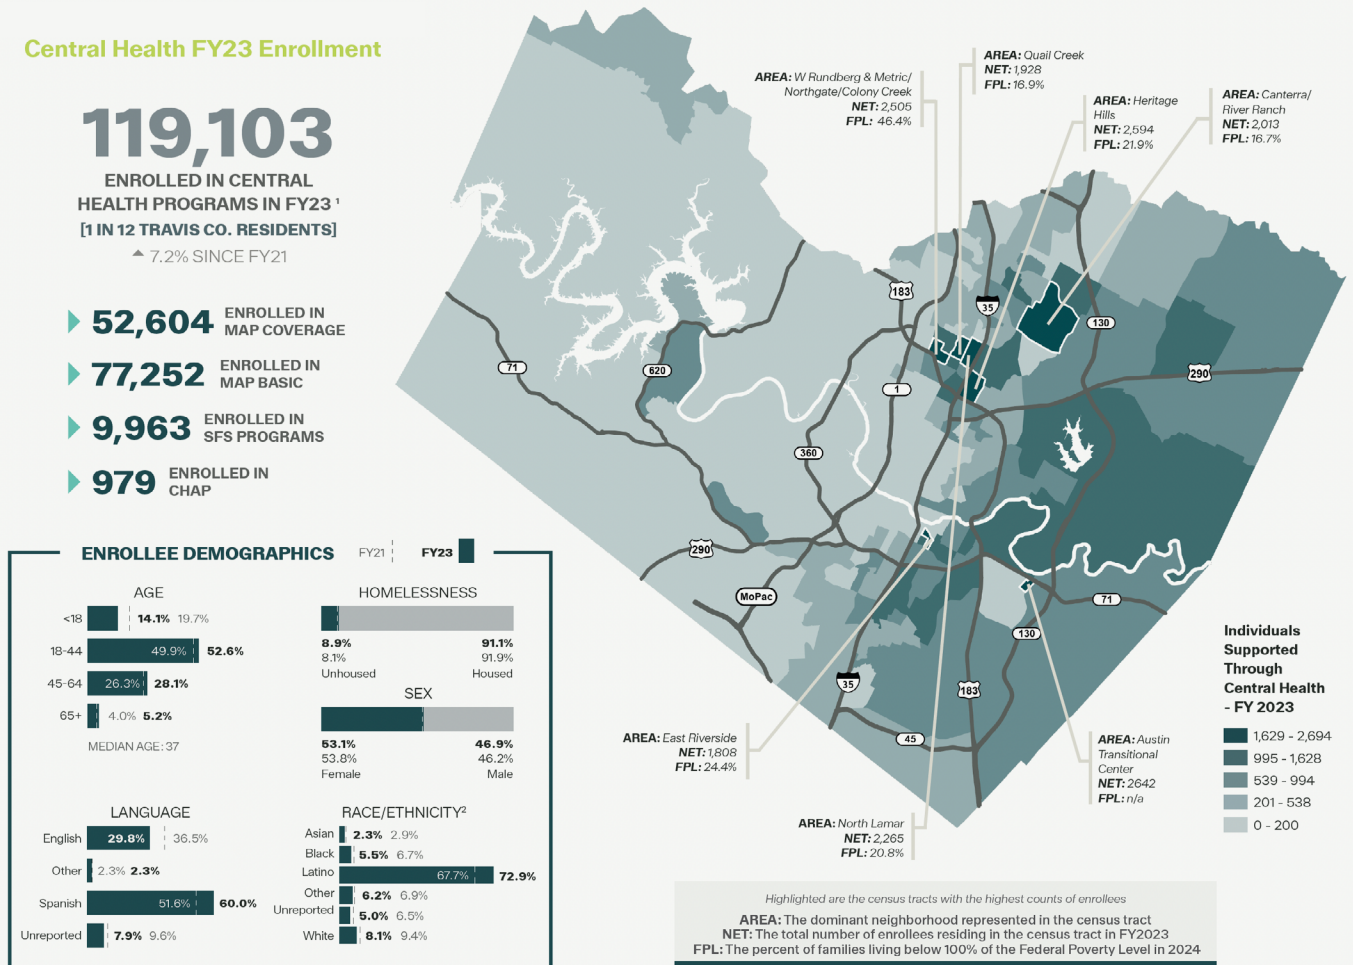 Central Health FY23 Enrollment
119,103
ENROLLED IN CENTRAL
HEALTH PROGRAMS IN FY23 ¹
[1 IN 12 TRAVIS CO. RESIDENTS]
7.2% SINCE FY21
52,604
ENROLLED IN
MAP COVERAGE
77,252
ENROLLED IN
MAP BASIC
9,963
ENROLLED IN
SFS PROGRAMS
979
ENROLLED IN
CHAP
ENROLLEE DEMOGRAPHICS
FY21
FY23
AGE
<18 14.1% 19.7%
18-44 49.9% 52.6%
45-64 26.3% 28.1%
65+ 4.0% 5.2%
MEDIAN AGE: 37
HOMELESSNESS
8.9% 91.1%
8.1% 91.9%
Unhoused Housed
SEX
53.1% 46.9%
53.8% 46.2%
Female Male
LANGUAGE
English 29.8% 36.5%
Other 2.3% 2.3%
Spanish 51.6% 60.0%
Unreported 7.9% 9.6%
RACE/ETHNICITY²
Asian 2.3% 2.9%
Black 5.5% 6.7%
Latino 67.7% 72.9%
Other 6.2% 6.9%
Unreported 5.0% 6.5%
White 8.1% 9.4%
AREA: W Rundberg & Metric/
Northgate/Colony Creek
NET: 2,505
FPL: 46.4%
AREA: Quail Creek
NET: 1,928
FPL: 16.9%
AREA: Heritage
Hills
NET: 2,594
FPL: 21.9%
AREA: Canterra/
River Ranch
NET: 2,013
FPL: 16.7%
183
35
130
71
620
1
290
360
290
MoPac
71
130
35
183
45
AREA: East Riverside
NET: 1,808
FPL: 24.4%
AREA: North Lamar
NET: 2,265
FPL: 20.8%
AREA: Austin
Transitional
Center
NET: 2642
FPL: n/a
Individuals
Supported
Through
Central Health
- FY 2023
1,629 - 2,694
995 - 1,628
539 - 994
201 - 538
0 - 200
Highlighted are the census tracts with the highest counts of enrollees
AREA: The dominant neighborhood represented in the census tract
NET: The total number of enrollees residing in the census tract in FY2023
FPL: The percent of families living below 100% of the Federal Poverty Level in 2024